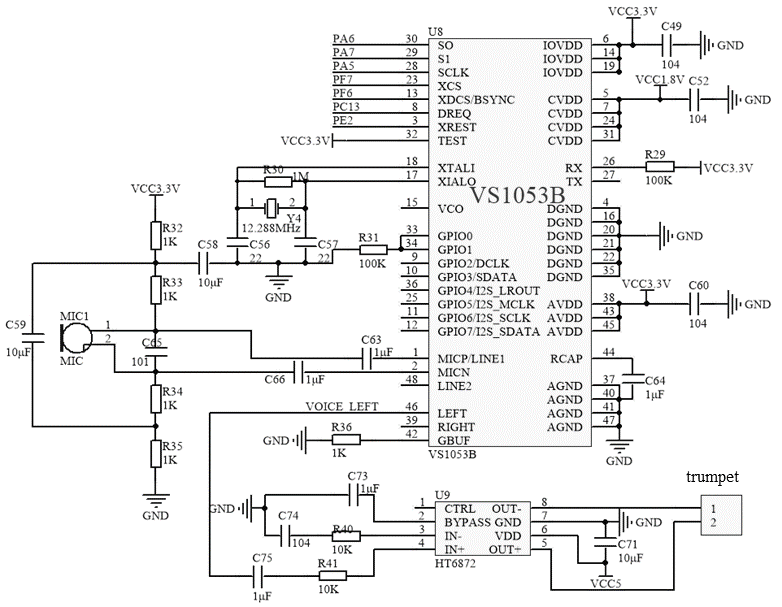 U8
PA6 30 SO IOVDD 6
PA7 29 S1 IOVDD 14
PA5 28 SCLK IOVDD 19
PF7 23 XCS
PF6 13 XDCS/BSYNC CVDD 5
PC13 8 DREQ CVDD 7
PE2 3 XREST CVDD 24
VCC3.3V 32 TEST CVDD 31
VCC3.3V C49 104 GND
VCC1.8V C52 104 GND
18 XTALI RX 26 R29 100K VCC3.3V
17 XIALO TX 27
R30 1M
VS1053B
1 2 Y4
12.288MHz
C56 22 C57 22
GND
15 VCO DGND 4
DGND 16
33 GPIO0 DGND 20 GND
34 GPIO1 DGND 21
9 GPIO2/DCLK DGND 22
10 GPIO3/SDATA DGND 35
R31 100K
36 GPIO4/I2S_LROUT
25 GPIO5/I2S_MCLK AVDD 38
11 GPIO6/I2S_SCLK AVDD 43
12 GPIO7/I2S_SDATA AVDD 45
VCC3.3V C60 104 GND
VCC3.3V
R32 1K
C58 10μF
R33 1K
C59 10μF
MIC1 1 2 MIC
C65 101
C63 1μF
C66 1μF
R34 1K
R35 1K
GND
1 MICP/LINE1 RCAP 44
2 MICN
48 LINE2 AGND 37
AGND 40
VOICE LEFT 46 LEFT AGND 41
39 RIGHT AGND 47
42 GBUF
C64 1μF
GND
GND R36 1K
VS1053B
trumpet
1
2
U9
1 CTRL OUT- 8
2 BYPASS GND 7 GND
3 IN- VDD 6
4 IN+ OUT+ 5
HT6872
GND C73 1μF
C74 104 R40 10K
C75 1μF R41 10K
C71 10μF
VCC5